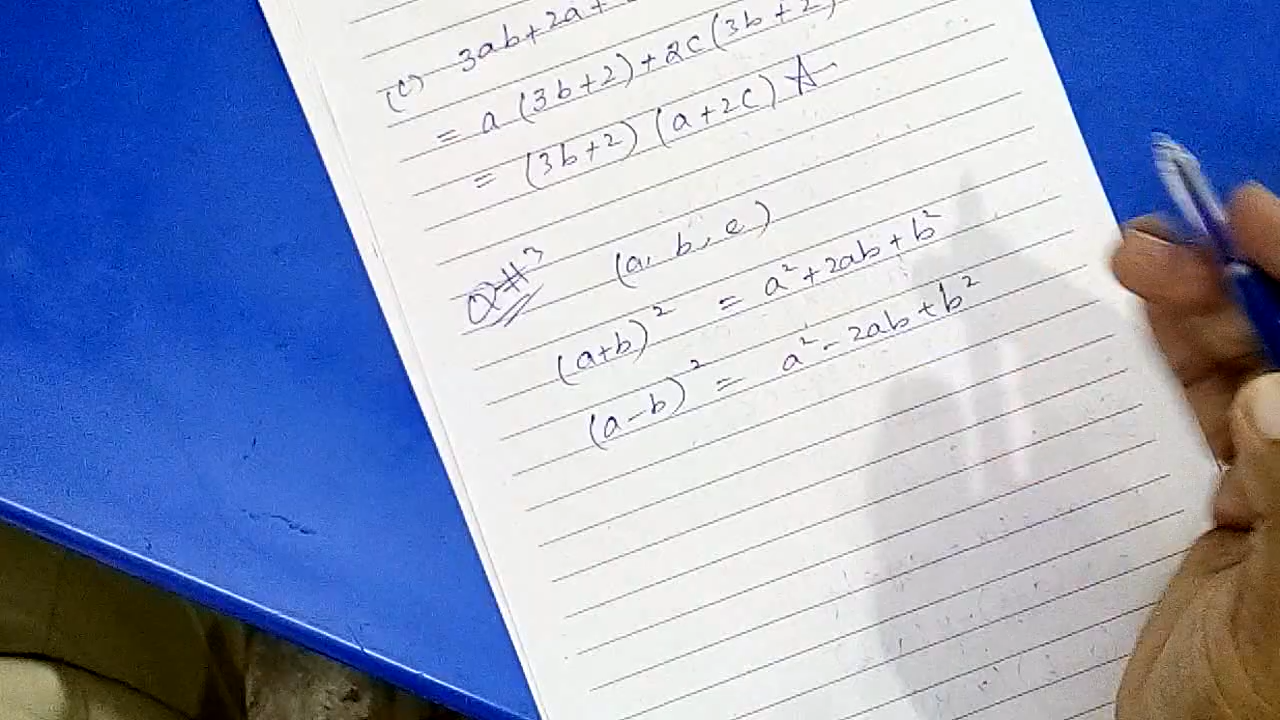 (c) 3ab+2a+
= a (3b+2) + 2c (3b+2)
= (3b+2) (a+2c) A
Q#3 (a, b, e)
(a+b)² = a²+2ab+b²
(a-b)² = a²-2ab+b²